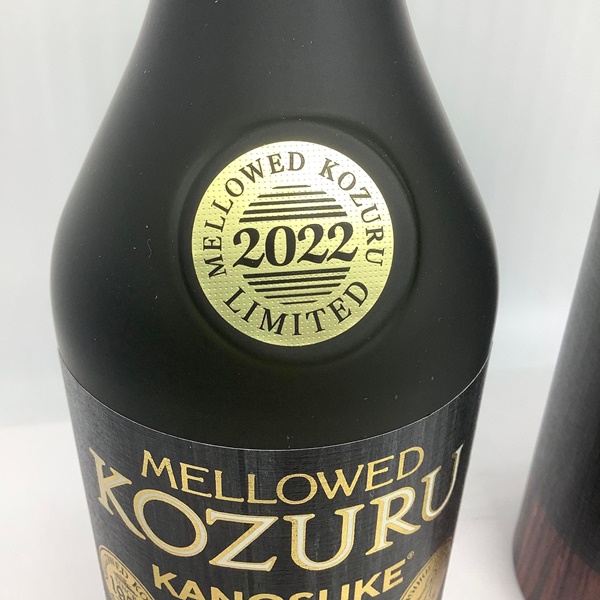 MELLOWED KOZURU
2022
LIMITED
MELLOWED
KOZURU
KANOSUKE®